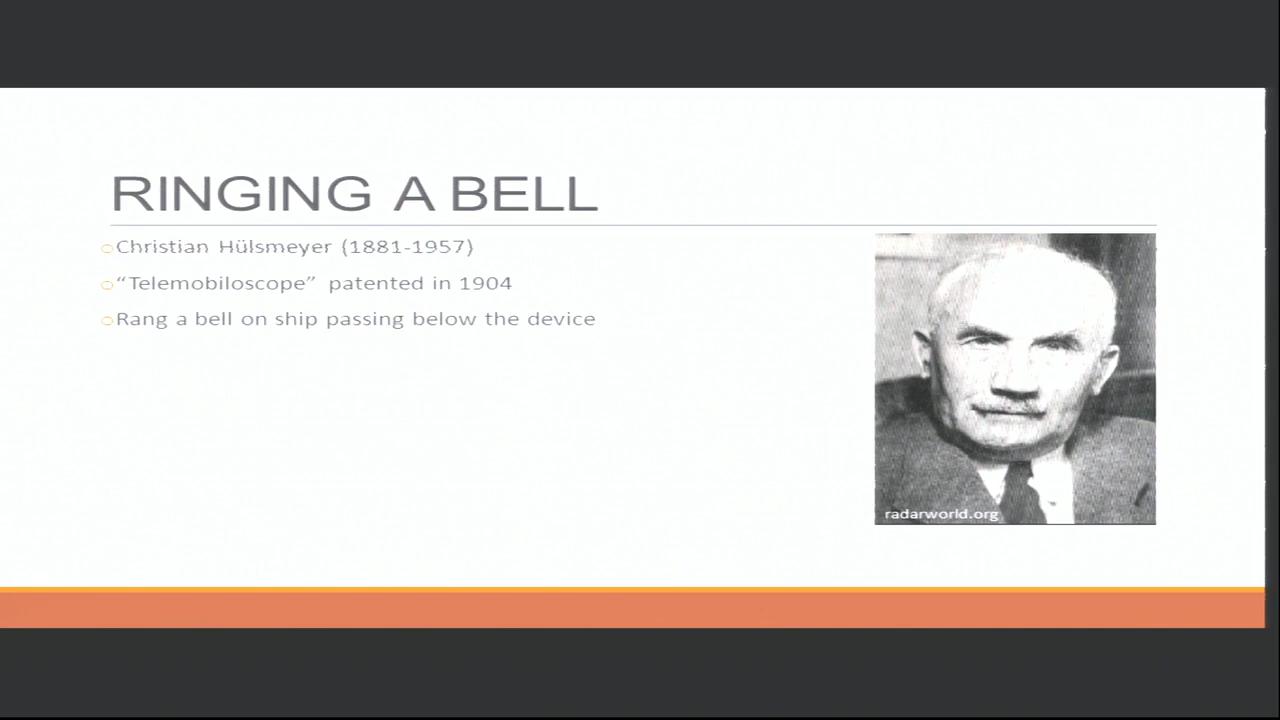 RINGING A BELL
Christian Hülsmeyer (1881-1957)
“Telemobiloscope” patented in 1904
Rang a bell on ship passing below the device
radarworld.org